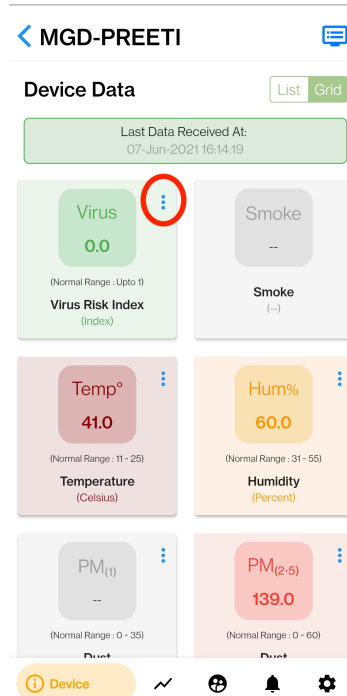 MGD-PREETI
Device Data
List Grid
Last Data Received At:
07-Jun-2021 16:14:19
Virus
0.0
(Normal Range : Upto 1)
Virus Risk Index
(Index)
Smoke
--
Smoke
(--)
Temp°
41.0
(Normal Range : 11 - 25)
Temperature
(Celsius)
Hum%
60.0
(Normal Range : 31 - 55)
Humidity
(Percent)
PM(1)
--
(Normal Range : 0 - 35)
Dust
PM(2.5)
139.0
(Normal Range : 0 - 60)
Dust
Device